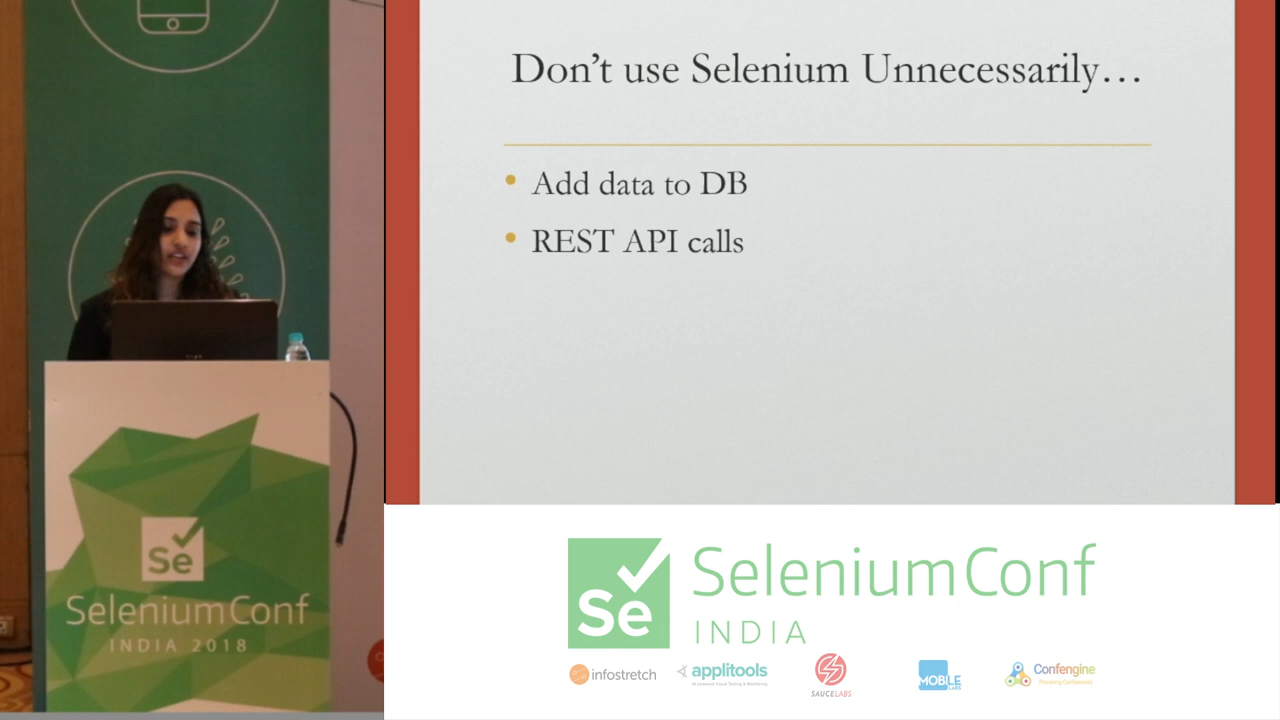 Don't use Selenium Unnecessarily…
• Add data to DB
• REST API calls
Se
SeleniumConf
INDIA 2018
Se
SeleniumConf
INDIA
infostretch
applitools
SAUCELABS
MOBILE
LABS
Confengine